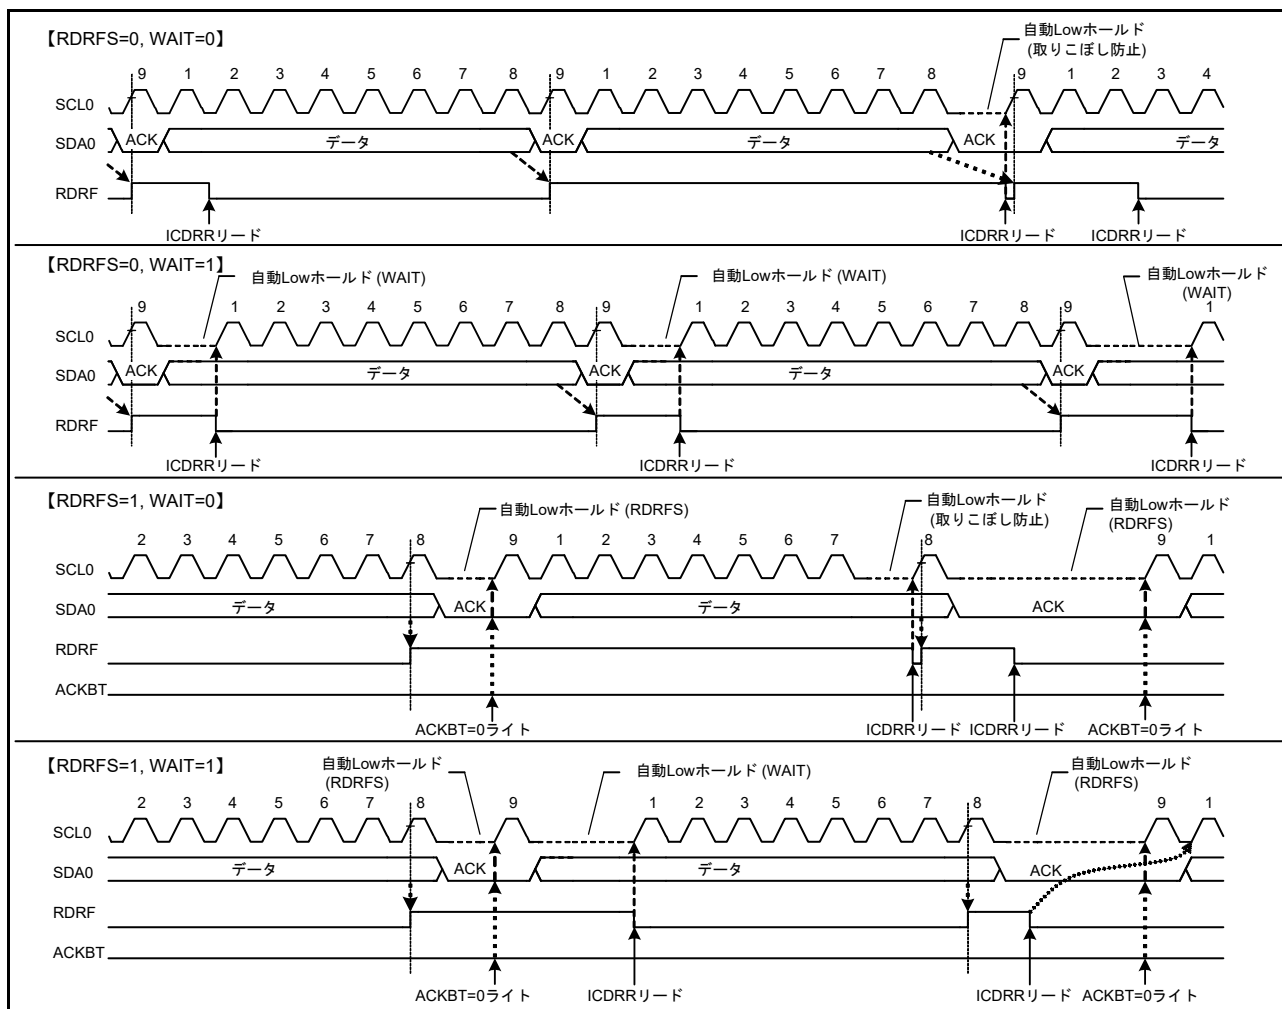 【RDRFS=0, WAIT=0】
自動Lowホールド
(取りこぼし防止)
9 1 2 3 4 5 6 7 8 9 1 2 3 4 5 6 7 8 9 1 2 3 4
SCL0
SDA0 ACK データ ACK データ ACK データ
RDRF
ICDRRリード ICDRRリード ICDRRリード
【RDRFS=0, WAIT=1】
自動Lowホールド (WAIT) 自動Lowホールド (WAIT) 自動Lowホールド
(WAIT)
9 1 2 3 4 5 6 7 8 9 1 2 3 4 5 6 7 8 9 1
SCL0
SDA0 ACK データ ACK データ ACK
RDRF
ICDRRリード ICDRRリード ICDRRリード
【RDRFS=1, WAIT=0】
自動Lowホールド (RDRFS) 自動Lowホールド 自動Lowホールド
(取りこぼし防止) (RDRFS)
2 3 4 5 6 7 8 9 1 2 3 4 5 6 7 8 9 1
SCL0
SDA0 データ ACK データ ACK
RDRF
ACKBT
ACKBT=0ライト ICDRRリード ICDRRリード ACKBT=0ライト
【RDRFS=1, WAIT=1】
自動Lowホールド 自動Lowホールド (WAIT) 自動Lowホールド
(RDRFS) (RDRFS)
2 3 4 5 6 7 8 9 1 2 3 4 5 6 7 8 9 1
SCL0
SDA0 データ ACK データ ACK
RDRF
ACKBT
ACKBT=0ライト ICDRRリード ICDRRリード ACKBT=0ライト